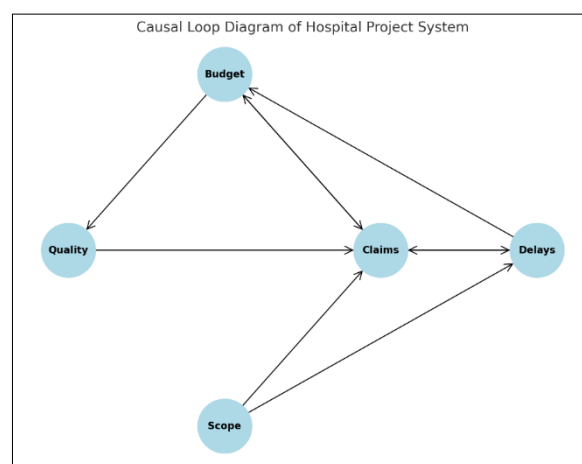 Causal Loop Diagram of Hospital Project System
Budget
Quality
Claims
Delays
Scope